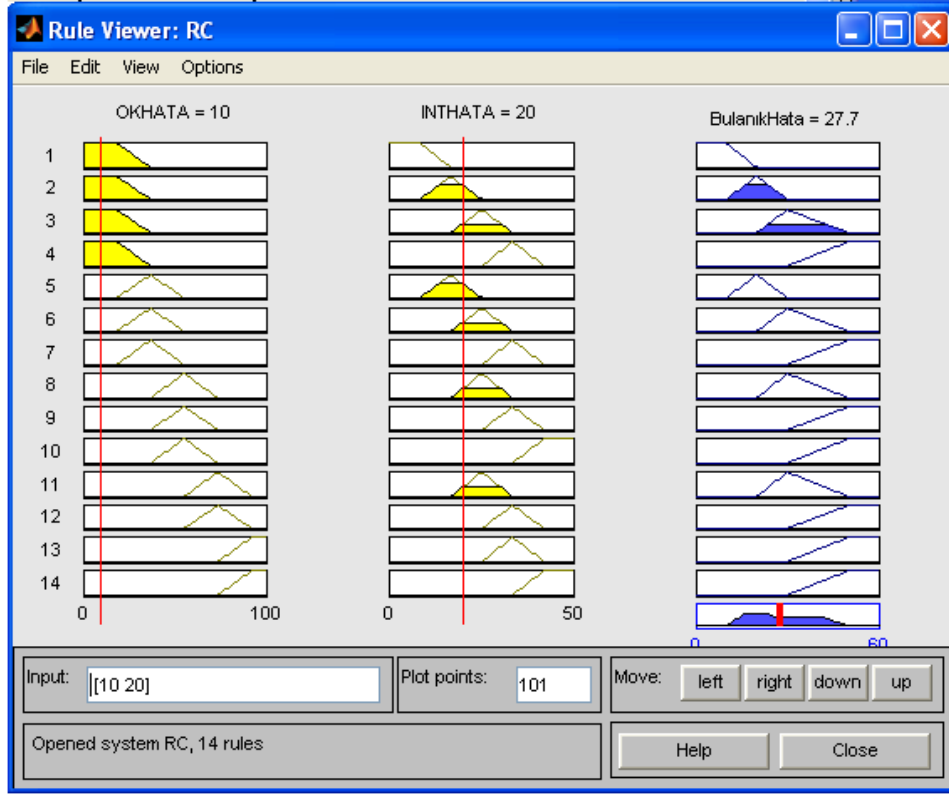 Rule Viewer: RC
File Edit View Options
OKHATA = 10 INTHATA = 20 BulanıkHata = 27.7
1
2
3
4
5
6
7
8
9
10
11
12
13
14
0 100 0 50
0 60
Input: [10 20] Plot points: 101 Move: left right down up
Opened system RC, 14 rules Help Close